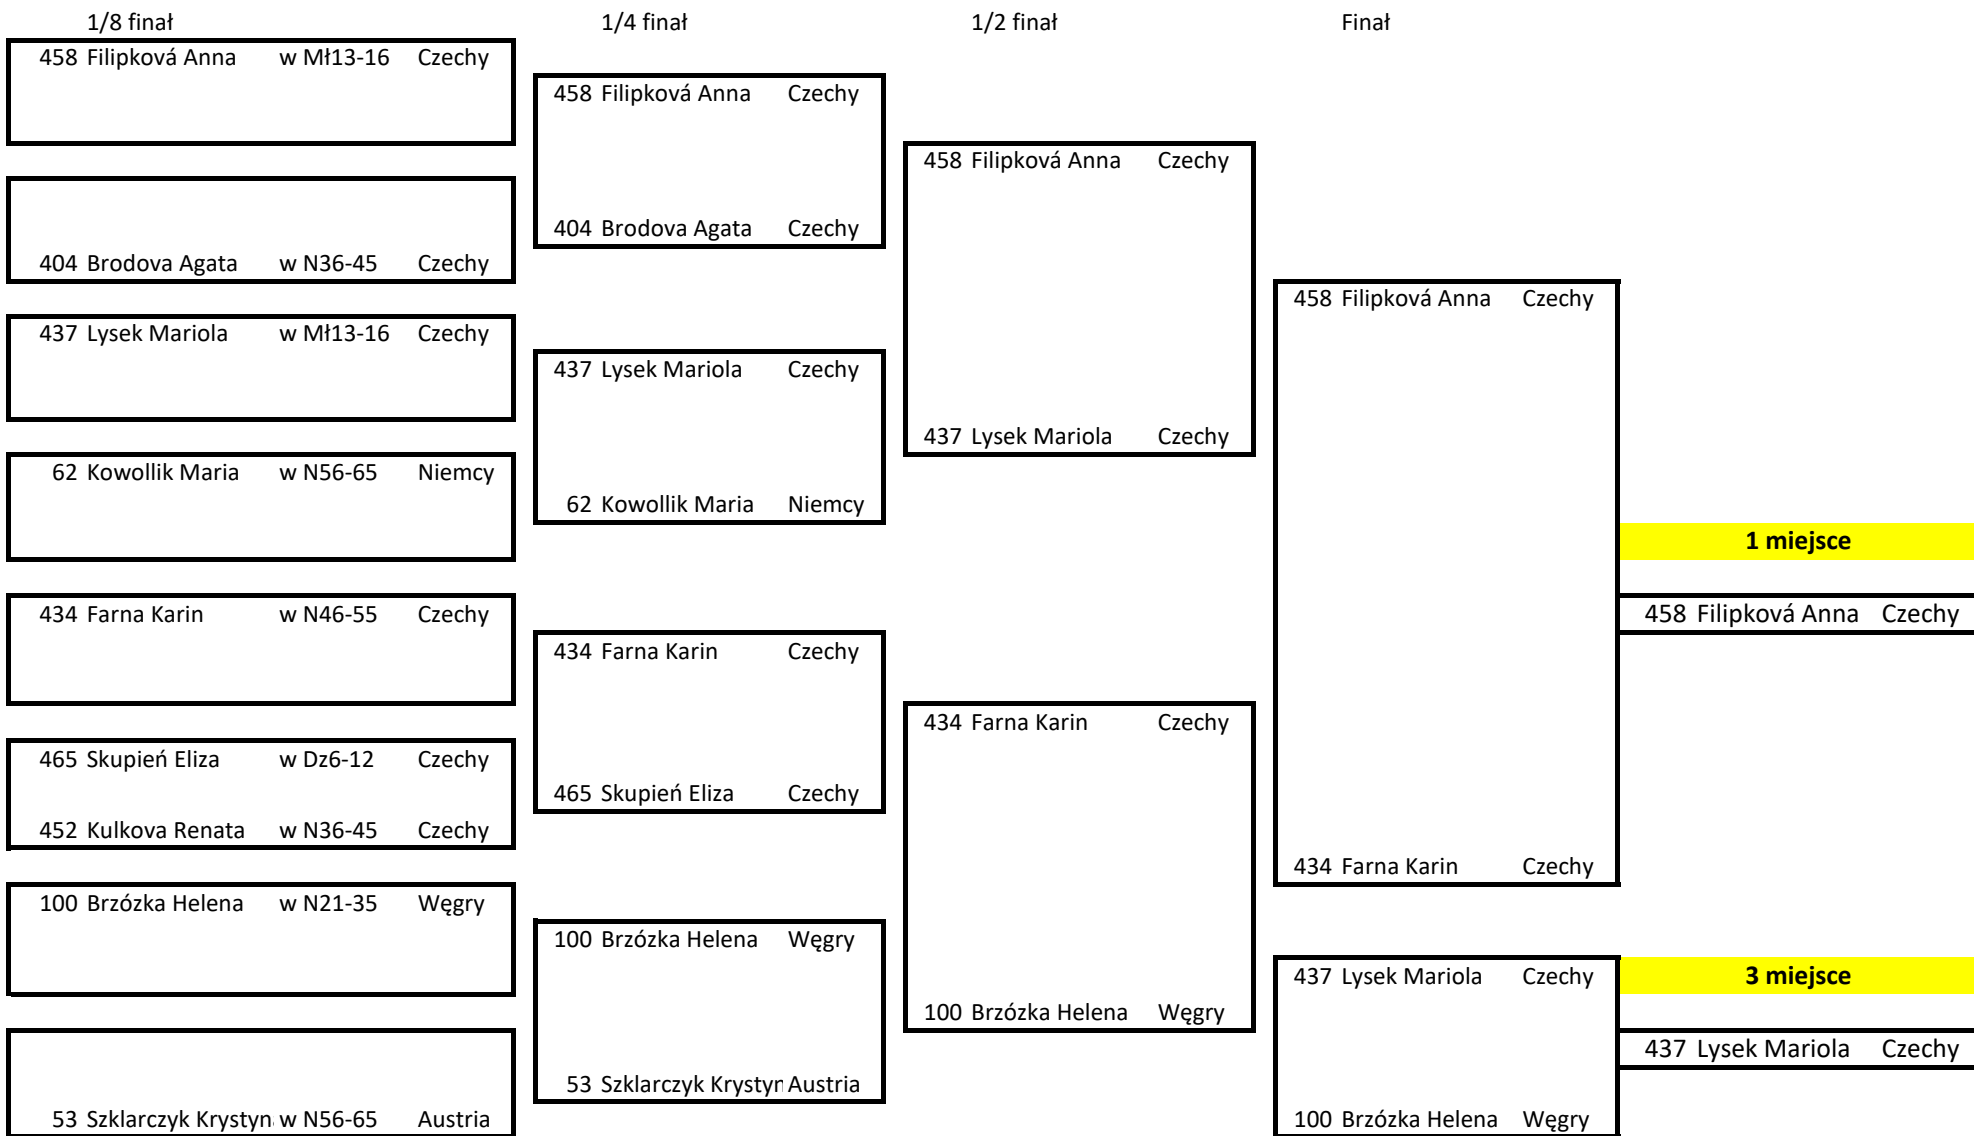 1/8 finał 1/4 finał 1/2 finał Finał
458 Filipková Anna w Mł13-16 Czechy
458 Filipková Anna Czechy
458 Filipková Anna Czechy
404 Brodova Agata Czechy
404 Brodova Agata w N36-45 Czechy
458 Filipková Anna Czechy
437 Lysek Mariola w Mł13-16 Czechy
437 Lysek Mariola Czechy
437 Lysek Mariola Czechy
62 Kowollik Maria w N56-65 Niemcy
62 Kowollik Maria Niemcy
1 miejsce
434 Farna Karin w N46-55 Czechy
458 Filipková Anna Czechy
434 Farna Karin Czechy
434 Farna Karin Czechy
465 Skupień Eliza w Dz6-12 Czechy
465 Skupień Eliza Czechy
452 Kulkova Renata w N36-45 Czechy
434 Farna Karin Czechy
100 Brzózka Helena w N21-35 Węgry
100 Brzózka Helena Węgry
437 Lysek Mariola Czechy
3 miejsce
100 Brzózka Helena Węgry
437 Lysek Mariola Czechy
53 Szklarczyk Krystyn Austria
53 Szklarczyk Krystyn w N56-65 Austria
100 Brzózka Helena Węgry